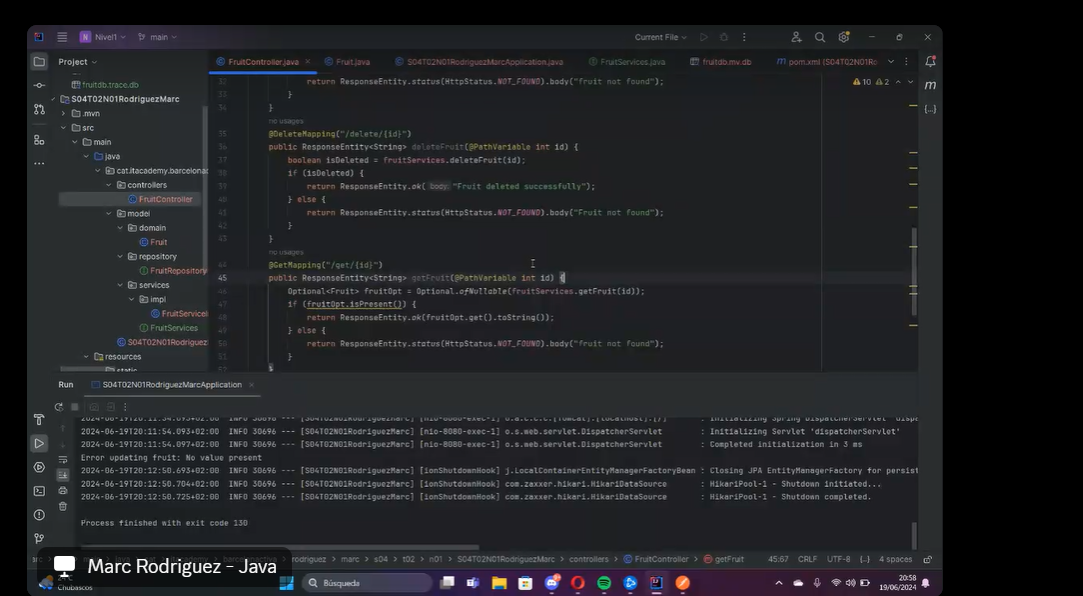 Nivel1 main Current File
Project
FruitController.java Fruit.java S04T02N01RodriguezMarcApplication.java FruitServices.java fruitdb.mv.db pom.xml (S04T02N01Ro
fruitdb.trace.db
S04T02N01RodriguezMarc
.mvn
src
main
java
cat.itacademy.barcelonac
controllers
FruitController
model
domain
Fruit
repository
FruitRepository
services
impl
FruitServiceI
FruitServices
S04T02N01Rodriguez
resources
static
10 2
32 return ResponseEntity.status(HttpStatus.NOT_FOUND).body("fruit not found");
33 }
34 }
no usages
35 @DeleteMapping("/delete/{id}")
36 public ResponseEntity<String> deleteFruit(@PathVariable int id) {
37 boolean isDeleted = fruitServices.deleteFruit(id);
38 if (isDeleted) {
39 return ResponseEntity.ok( body: "Fruit deleted successfully");
40 } else {
41 return ResponseEntity.status(HttpStatus.NOT_FOUND).body("Fruit not found");
42 }
43 }
no usages
44 @GetMapping("/get/{id}")
45 public ResponseEntity<String> getFruit(@PathVariable int id) {
46 Optional<Fruit> fruitOpt = Optional.ofNullable(fruitServices.getFruit(id));
47 if (fruitOpt.isPresent()) {
48 return ResponseEntity.ok(fruitOpt.get().toString());
49 } else {
50 return ResponseEntity.status(HttpStatus.NOT_FOUND).body("fruit not found");
51 }
52 }
Run S04T02N01RodriguezMarcApplication
2024-06-19T20:11:54.093+02:00 INFO 30696 --- [S04T02N01RodriguezMarc] [nio-8080-exec-1] o.a.c.c.C.[Tomcat].[localhost].[/] : Initializing Spring DispatcherServlet 'dispa
2024-06-19T20:11:54.094+02:00 INFO 30696 --- [S04T02N01RodriguezMarc] [nio-8080-exec-1] o.s.web.servlet.DispatcherServlet : Initializing Servlet 'dispatcherServlet'
2024-06-19T20:11:54.097+02:00 INFO 30696 --- [S04T02N01RodriguezMarc] [nio-8080-exec-1] o.s.web.servlet.DispatcherServlet : Completed initialization in 3 ms
Error updating fruit: No value present
2024-06-19T20:12:50.693+02:00 INFO 30696 --- [S04T02N01RodriguezMarc] [ionShutdownHook] j.LocalContainerEntityManagerFactoryBean : Closing JPA EntityManagerFactory for persist
2024-06-19T20:12:50.704+02:00 INFO 30696 --- [S04T02N01RodriguezMarc] [ionShutdownHook] com.zaxxer.hikari.HikariDataSource : HikariPool-1 - Shutdown initiated...
2024-06-19T20:12:50.725+02:00 INFO 30696 --- [S04T02N01RodriguezMarc] [ionShutdownHook] com.zaxxer.hikari.HikariDataSource : HikariPool-1 - Shutdown completed.
Process finished with exit code 130
rodriguez marc s04 t02 n01 S04T02N01RodriguezMarc controllers FruitController getFruit 45:67 CRLF UTF-8 4 spaces
Marc Rodriguez - Java
Chubascos
Búsqueda
20:58
19/06/2024